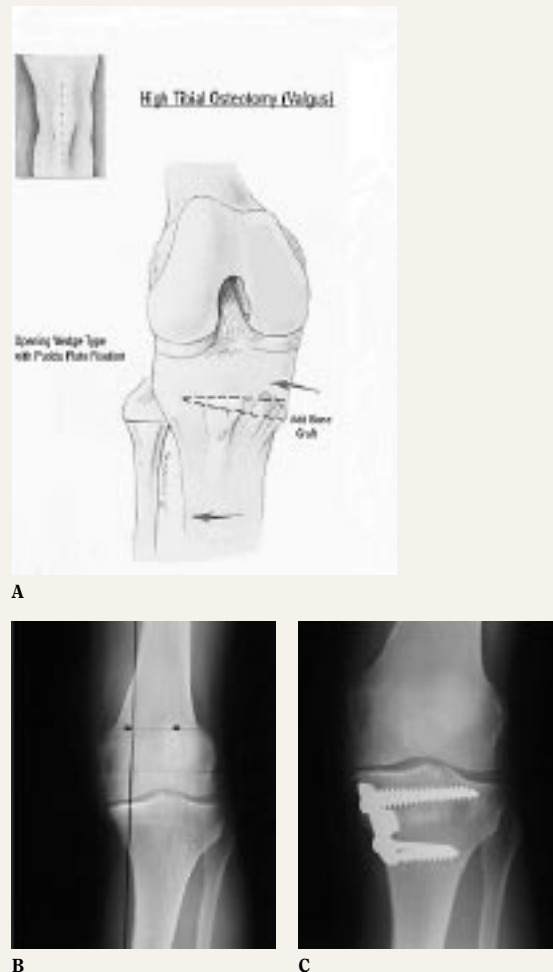 High Tibial Osteotomy (Valgus)
Opening Wedge Type
with Puddu Plate Fixation
Add Bone
Graft
A
B
C